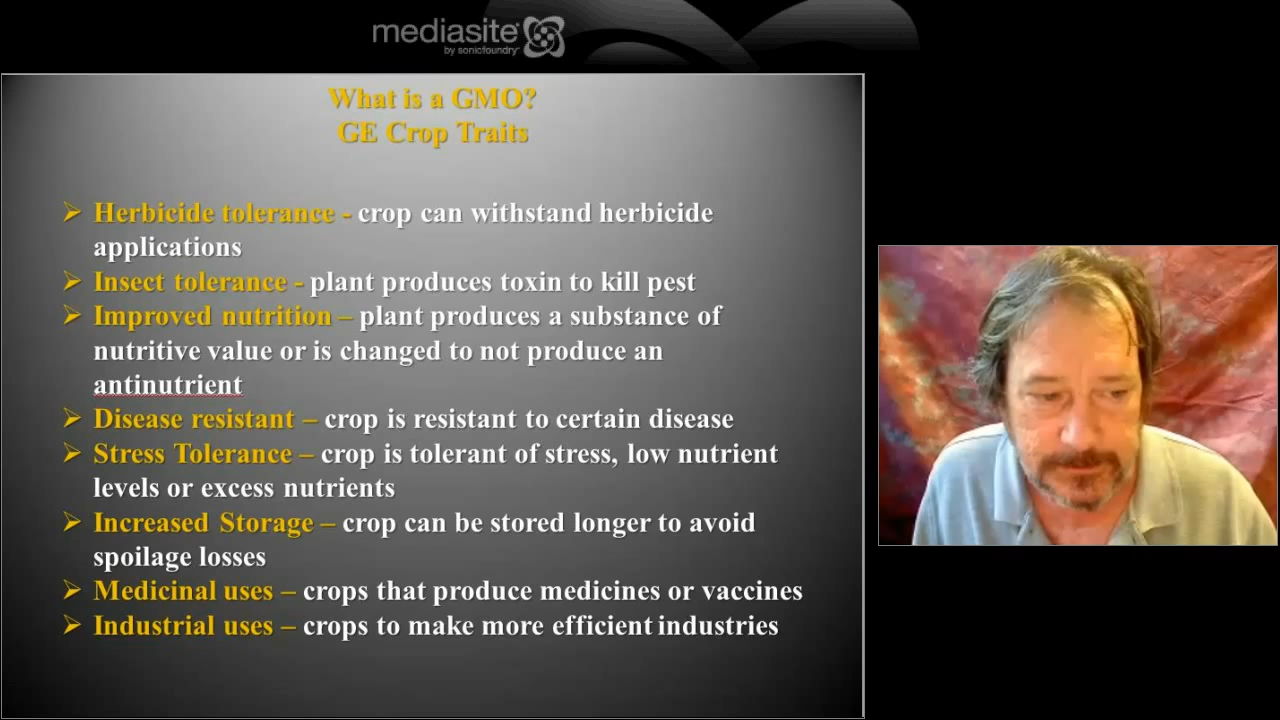 mediasite
by sonicfoundry
What is a GMO?
GE Crop Traits
➢ Herbicide tolerance - crop can withstand herbicide
applications
➢ Insect tolerance - plant produces toxin to kill pest
➢ Improved nutrition – plant produces a substance of
nutritive value or is changed to not produce an
antinutrient
➢ Disease resistant – crop is resistant to certain disease
➢ Stress Tolerance – crop is tolerant of stress, low nutrient
levels or excess nutrients
➢ Increased Storage – crop can be stored longer to avoid
spoilage losses
➢ Medicinal uses – crops that produce medicines or vaccines
➢ Industrial uses – crops to make more efficient industries